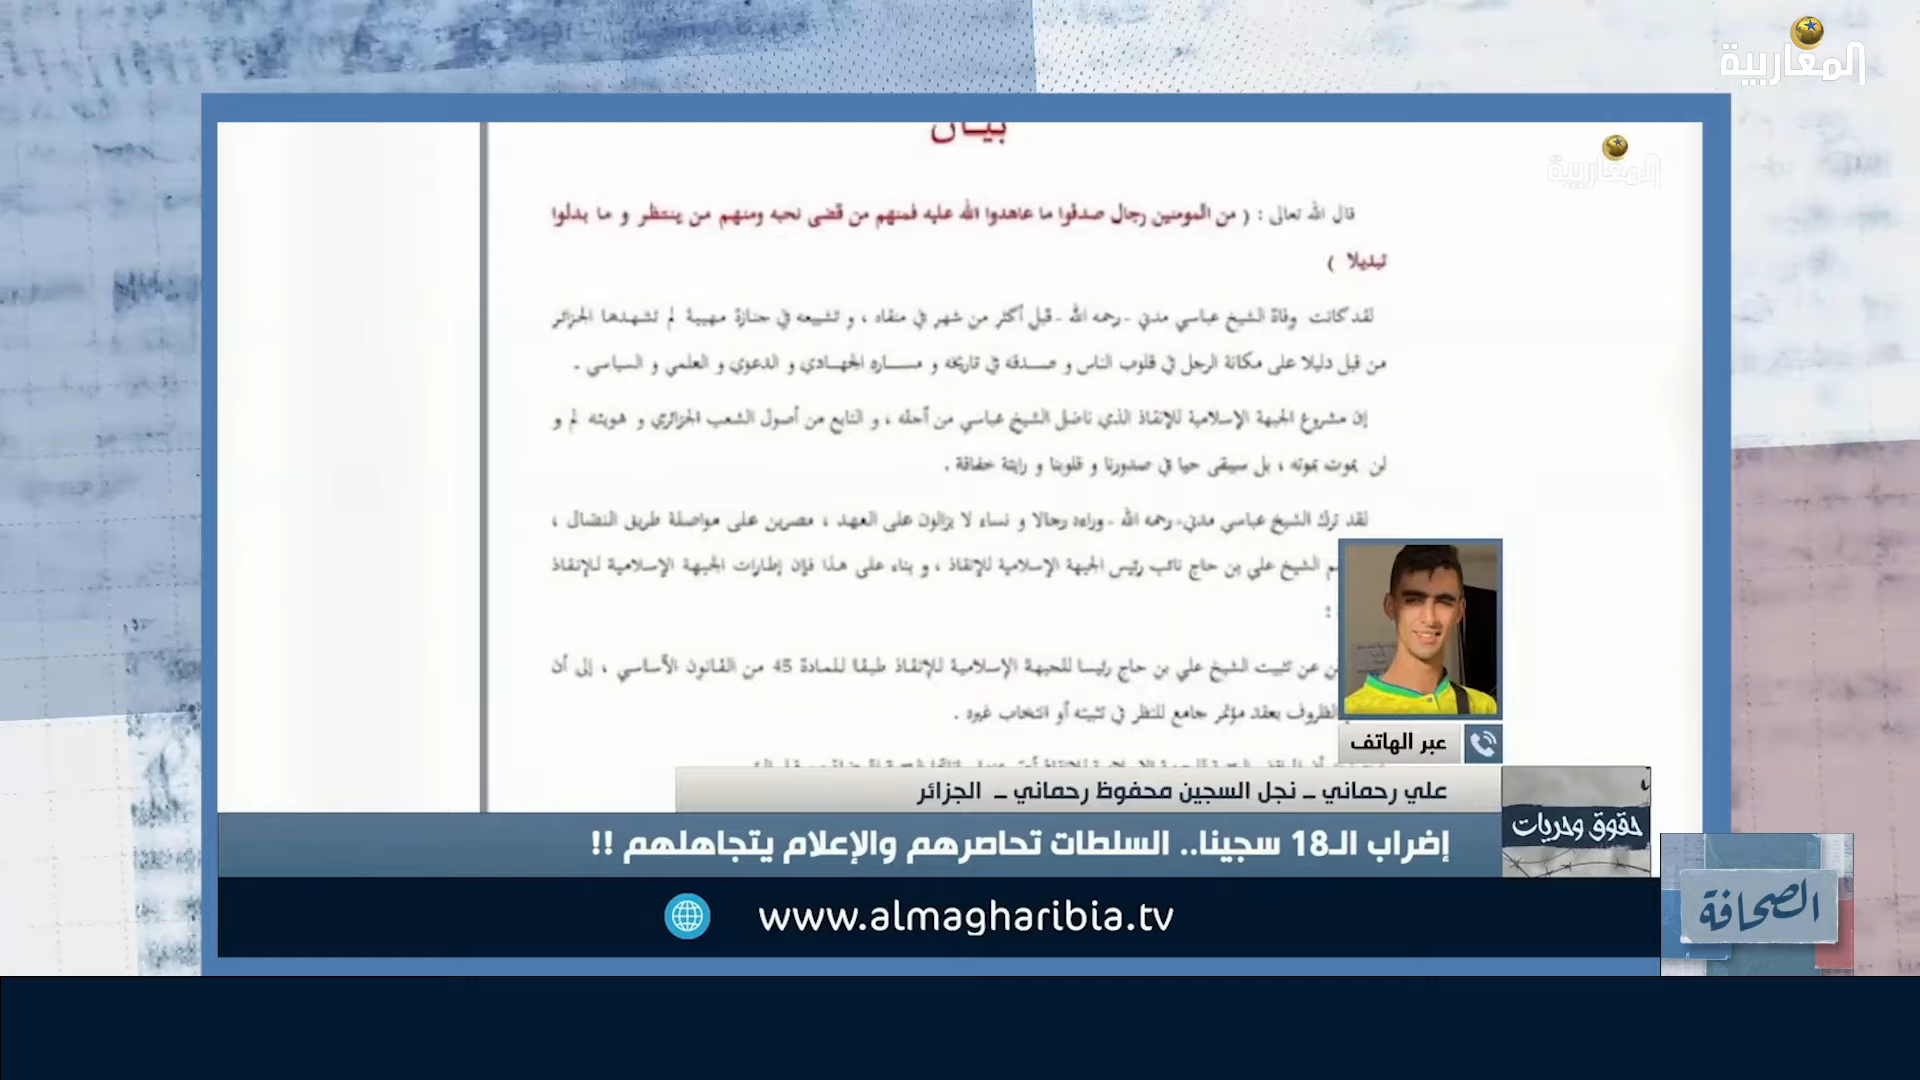 المغاربية
بيـان
المغاربية
قال الله تعالى : ( من المومنين رجال صدقوا ما عاهدوا الله عليه فمنهم من قضى نحبه ومنهم من ينتظر و ما بدلوا
تبديلا )
لقد كانت وفاة الشيخ عباسي مدني -رحمه الله - قبل أكثر من شهر في منفاه ، و تشييعه في جنازة مهيبة لم تشهدها الجزائر
من قبل دليلا على مكانة الرجل في قلوب الناس و صدقه في تاريخه و مساره الجهادي و الدعوي و العلمي و السياسي .
إن مشروع الجبهة الإسلامية للإنقاذ الذي ناضل الشيخ عباسي من أجله ، و النابع من أصول الشعب الجزائري و هويته لم و
لن يموت بموته ، بل سيبقى حيا في صدورنا و قلوبنا و رايتة خفاقة .
لقد ترك الشيخ عباسي مدني- رحمه الله - وراءه رجالا و نساء لا يزالون على العهد ، مصرين على مواصلة طريق النضال ،
الشيخ علي بن حاج نائب رئيس الجبهة الإسلامية للإنقاذ ، و بناء على هذا فإن إطارات الجبهة الإسلامية للإنقاذ
:
عن تثبيت الشيخ علي بن حاج رئيسا للجبهة الإسلامية للإنقاذ طبقا للمادة 45 من القانون الأساسي ، إلى أن
الظروف بعقد مؤتمر جامع للنظر في تثبيته أو انتخاب غيره .
عبر الهاتف
علي رحماني – نجل السجين محفوظ رحماني – الجزائر
حقوق وحريات
إضراب الـ18 سجينا.. السلطات تحاصرهم والإعلام يتجاهلهم !!
www.almagharibia.tv
الصحافة